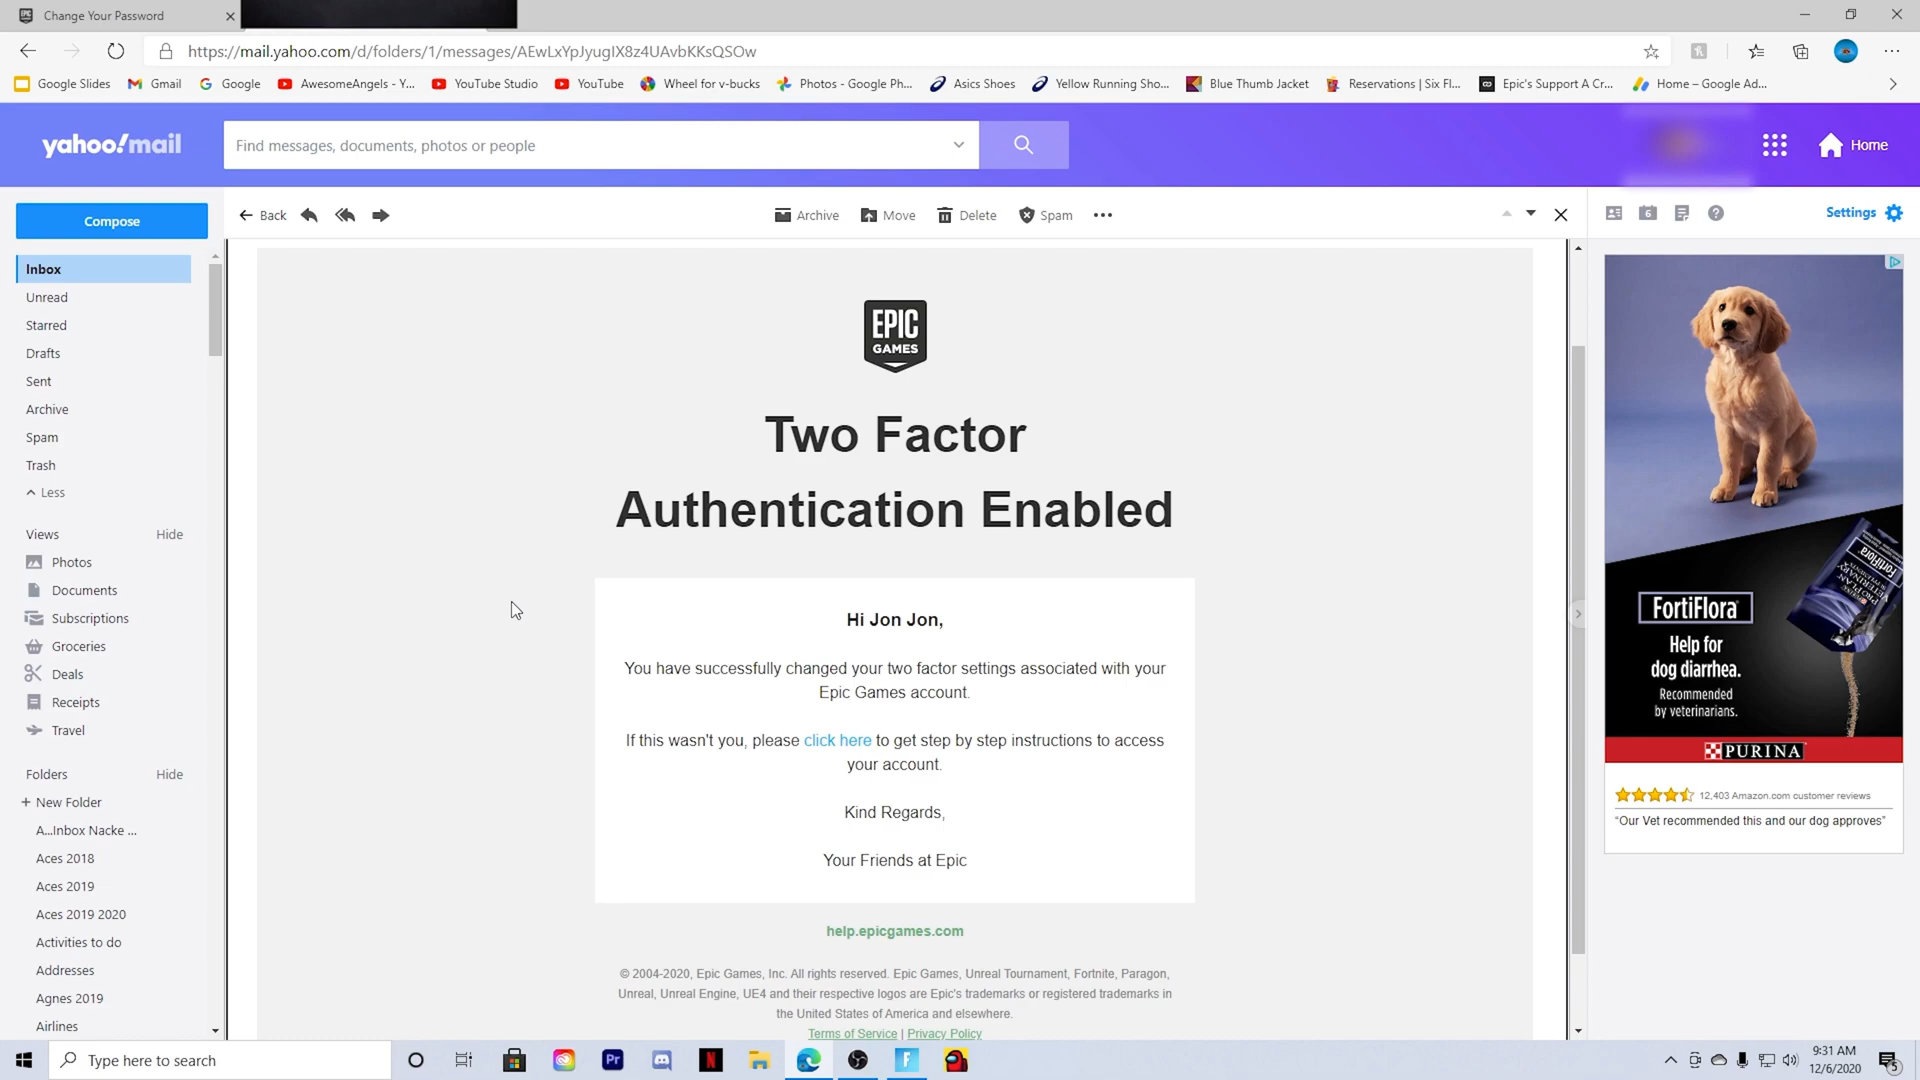 Change Your Password
https://mail.yahoo.com/d/folders/1/messages/AEwLxYpJyugIX8z4UAvbKKsQSOw
Google Slides
Gmail
Google
AwesomeAngels - Y...
YouTube Studio
YouTube
Wheel for v-bucks
Photos - Google Ph...
Asics Shoes
Yellow Running Sho...
Blue Thumb Jacket
Reservations | Six Fl...
Epic's Support A Cr...
Home – Google Ad...
yahoo!mail
Find messages, documents, photos or people
Home
Compose
Back
Archive
Move
Delete
Spam
6
Settings
Inbox
Unread
Starred
Drafts
Sent
Archive
Spam
Trash
Less
Views
Hide
Photos
Documents
Subscriptions
Groceries
Deals
Receipts
Travel
Folders
Hide
+ New Folder
A...Inbox Nacke ...
Aces 2018
Aces 2019
Aces 2019 2020
Activities to do
Addresses
Agnes 2019
Airlines
EPIC
GAMES
Two Factor
Authentication Enabled
Hi Jon Jon,
You have successfully changed your two factor settings associated with your
Epic Games account.
If this wasn't you, please click here to get step by step instructions to access
your account.
Kind Regards,
Your Friends at Epic
help.epicgames.com
© 2004-2020, Epic Games, Inc. All rights reserved. Epic Games, Unreal Tournament, Fortnite, Paragon,
Unreal, Unreal Engine, UE4 and their respective logos are Epic's trademarks or registered trademarks in
the United States of America and elsewhere.
Terms of Service | Privacy Policy
FortiFlora
Help for
dog diarrhea.
Recommended
by veterinarians.
FortiFlora
PRO PLAN
VETERINARY
PURINA
12,403 Amazon.com customer reviews
“Our Vet recommended this and our dog approves”
Type here to search
Pr
N
F
9:31 AM
12/6/2020
5